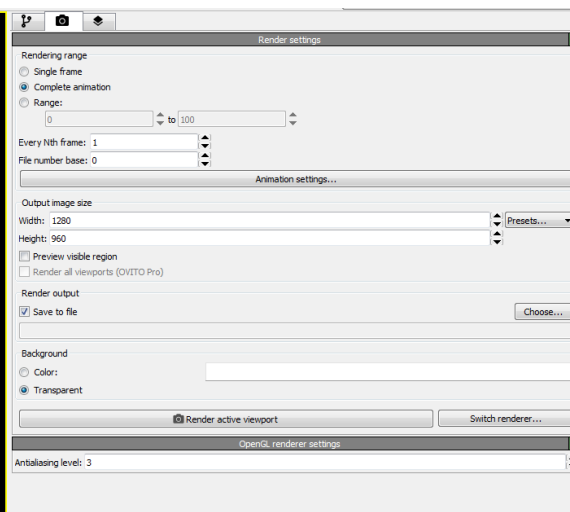 Render settings
Rendering range
Single frame
Complete animation
Range:
0 to 100
Every Nth frame: 1
File number base: 0
Animation settings...
Output image size
Width: 1280 Presets...
Height: 960
Preview visible region
Render all viewports (OVITO Pro)
Render output
Save to file Choose...
Background
Color:
Transparent
Render active viewport Switch renderer...
OpenGL renderer settings
Antialiasing level: 3